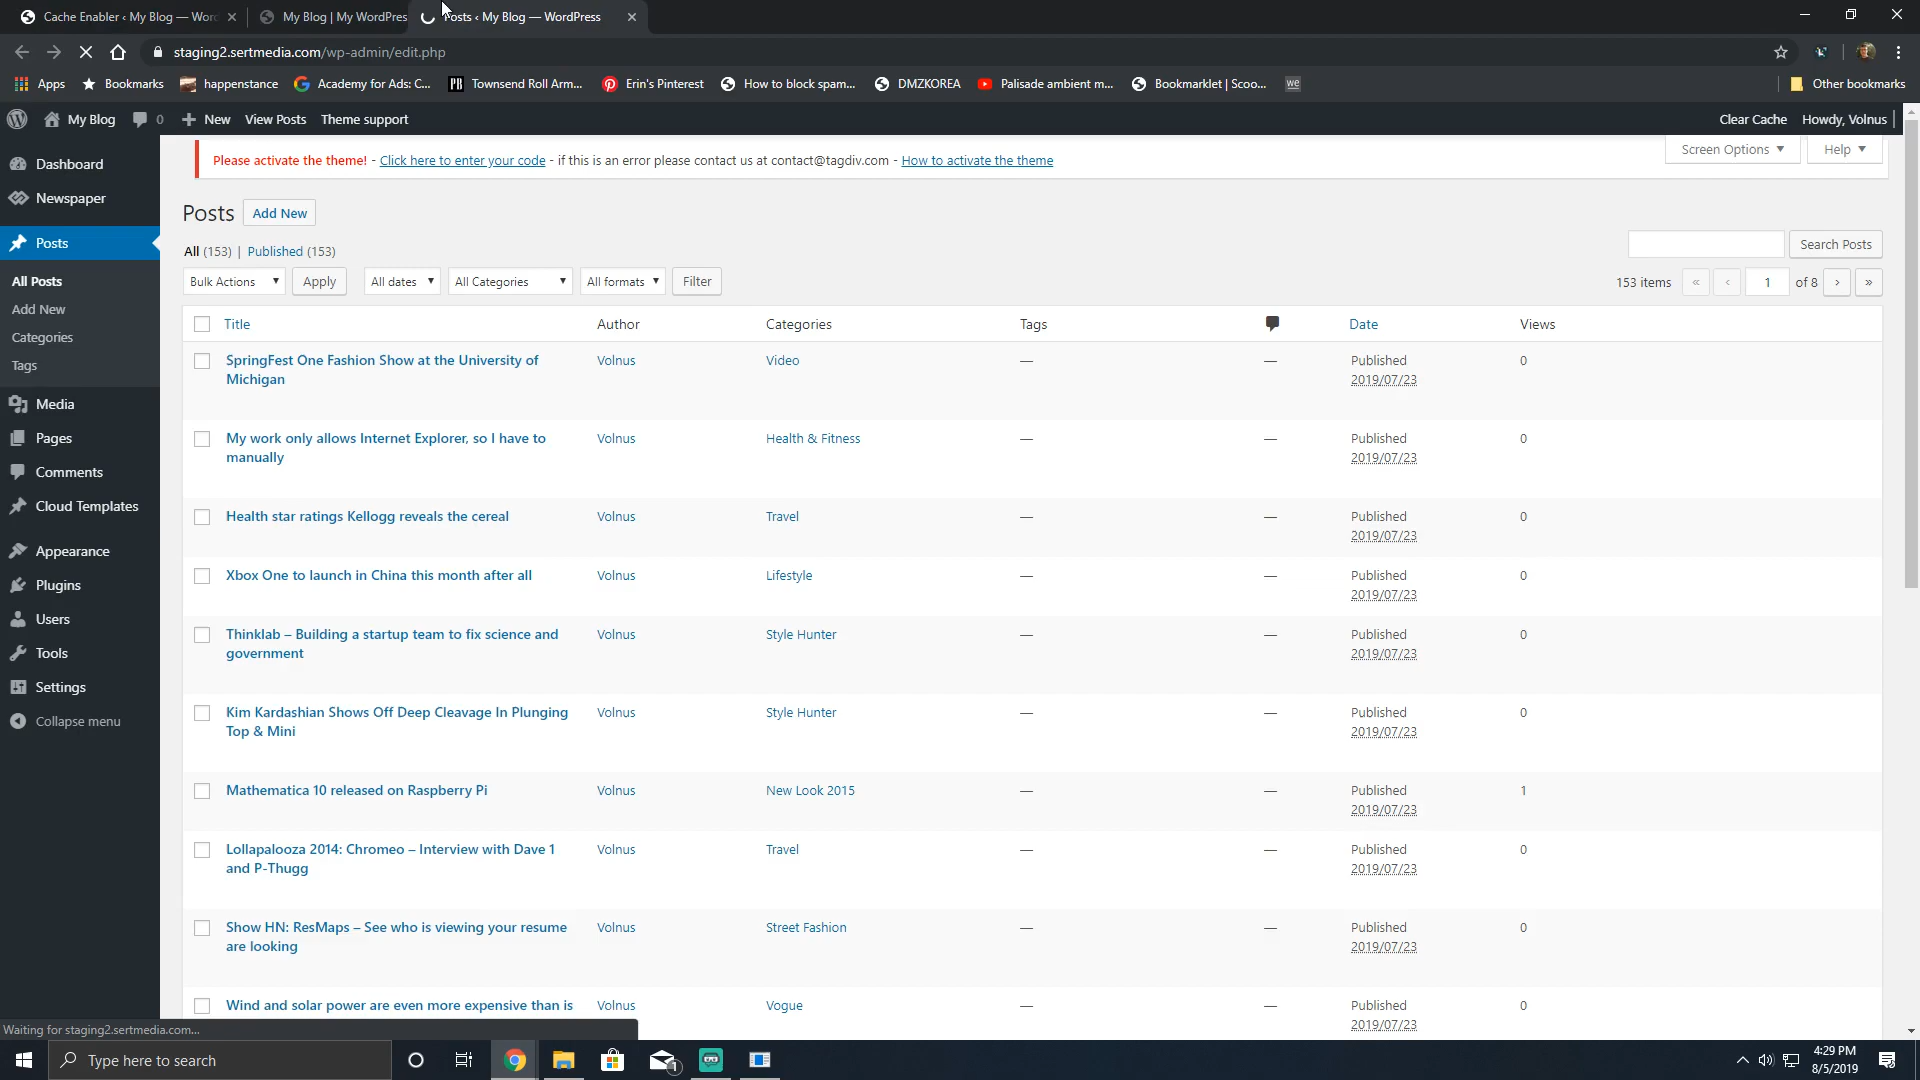 Cache Enabler ‹ My Blog — Wor
My Blog | My WordPres
Posts ‹ My Blog — WordPress
staging2.sertmedia.com/wp-admin/edit.php
Apps
Bookmarks
happenstance
Academy for Ads: C...
Townsend Roll Arm...
Erin's Pinterest
How to block spam...
DMZKOREA
Palisade ambient m...
Bookmarklet | Scoo...
we
Other bookmarks
My Blog
0
New
View Posts
Theme support
Clear Cache
Howdy, Volnus
Dashboard
Newspaper
Posts
All Posts
Add New
Categories
Tags
Media
Pages
Comments
Cloud Templates
Appearance
Plugins
Users
Tools
Settings
Collapse menu
Please activate the theme! - Click here to enter your code - if this is an error please contact us at contact@tagdiv.com - How to activate the theme
Screen Options
Help
Posts
Add New
All (153) | Published (153)
Search Posts
Bulk Actions
Apply
All dates
All Categories
All formats
Filter
153 items « ‹ 1 of 8 › »
Title Author Categories Tags Date Views
SpringFest One Fashion Show at the University of Volnus Video — — Published 0
Michigan 2019/07/23
My work only allows Internet Explorer, so I have to Volnus Health & Fitness — — Published 0
manually 2019/07/23
Health star ratings Kellogg reveals the cereal Volnus Travel — — Published 0
2019/07/23
Xbox One to launch in China this month after all Volnus Lifestyle — — Published 0
2019/07/23
Thinklab – Building a startup team to fix science and Volnus Style Hunter — — Published 0
government 2019/07/23
Kim Kardashian Shows Off Deep Cleavage In Plunging Volnus Style Hunter — — Published 0
Top & Mini 2019/07/23
Mathematica 10 released on Raspberry Pi Volnus New Look 2015 — — Published 1
2019/07/23
Lollapalooza 2014: Chromeo – Interview with Dave 1 Volnus Travel — — Published 0
and P-Thugg 2019/07/23
Show HN: ResMaps – See who is viewing your resume Volnus Street Fashion — — Published 0
are looking 2019/07/23
Wind and solar power are even more expensive than is Volnus Vogue — — Published 0
2019/07/23
Waiting for staging2.sertmedia.com...
Type here to search
1
4:29 PM
8/5/2019